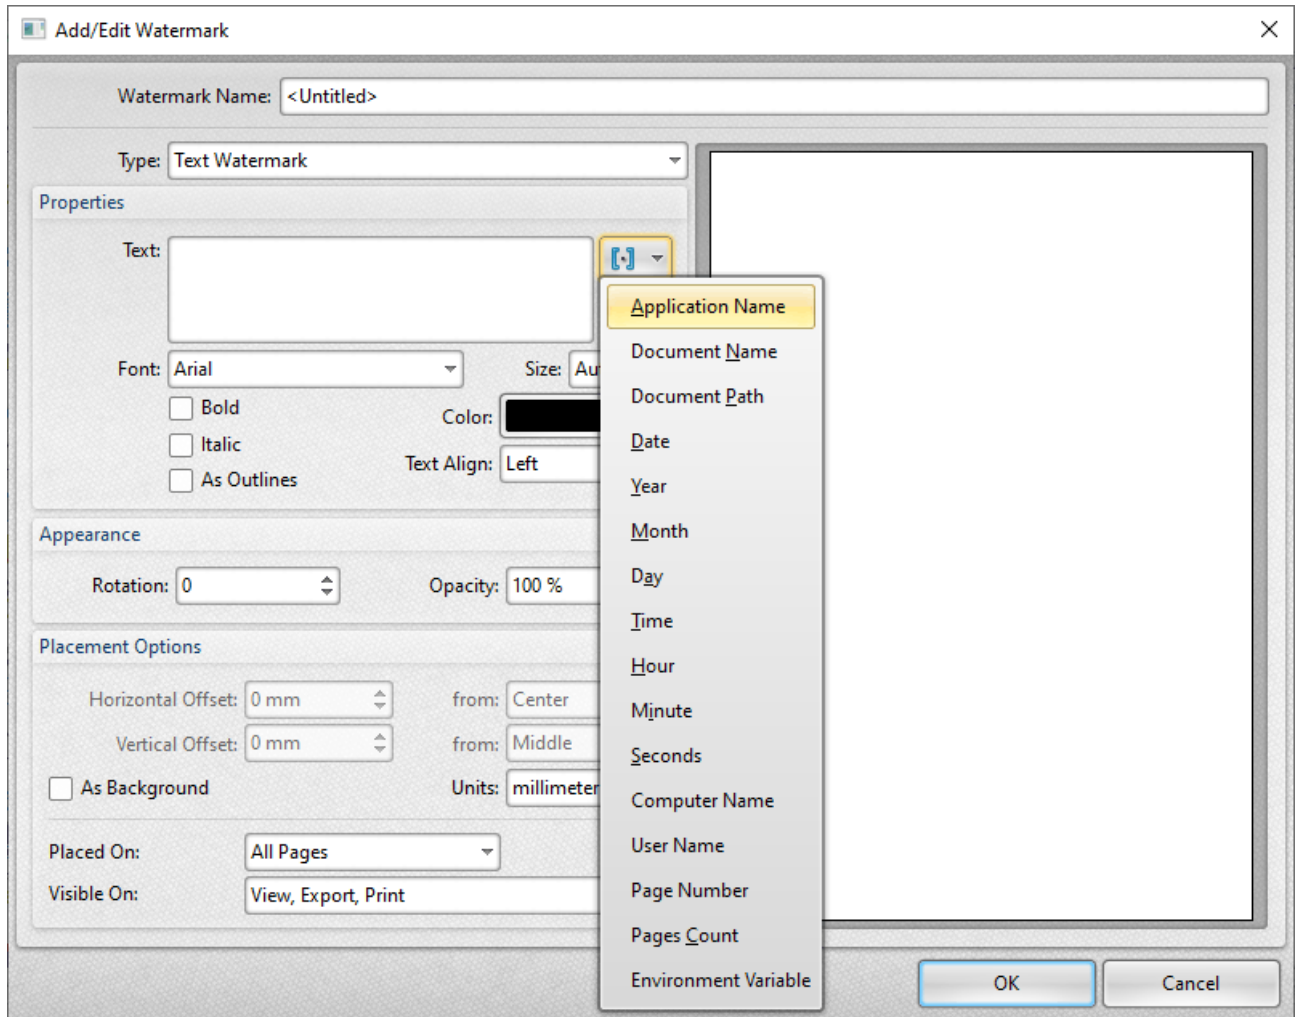 Add/Edit Watermark
Watermark Name: <Untitled>
Type: Text Watermark
Properties
Text:
Font: Arial
Size: Au
Bold
Color:
Italic
Text Align: Left
As Outlines
Appearance
Rotation: 0
Opacity: 100 %
Placement Options
Horizontal Offset: 0 mm
from: Center
Vertical Offset: 0 mm
from: Middle
As Background
Units: millimeter
Placed On: All Pages
Visible On: View, Export, Print
Application Name
Document Name
Document Path
Date
Year
Month
Day
Time
Hour
Minute
Seconds
Computer Name
User Name
Page Number
Pages Count
Environment Variable
OK
Cancel